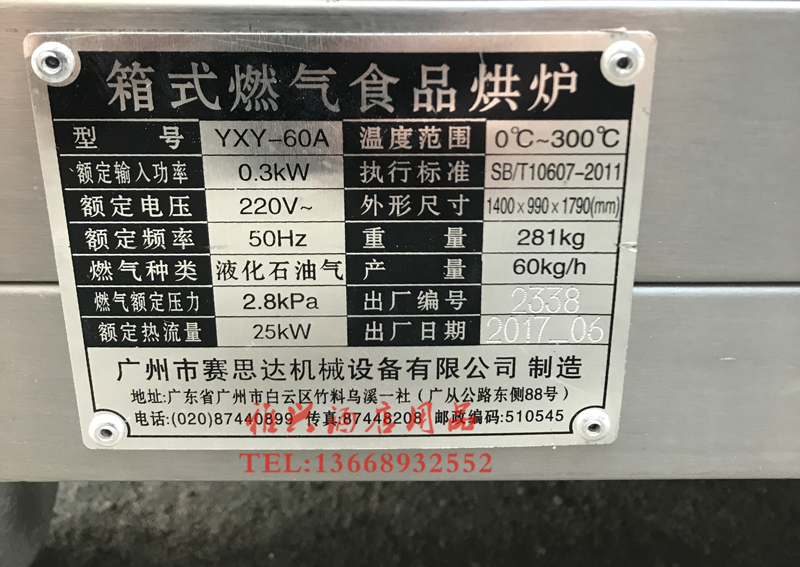 箱式燃气食品烘炉
型 号 YXY-60A 温度范围 0℃~300℃
额定输入功率 0.3kW 执行标准 SB/T10607-2011
额定电压 220V~ 外形尺寸 1400×990×1790(mm)
额定频率 50Hz 重 量 281kg
燃气种类 液化石油气 产 量 60kg/h
燃气额定压力 2.8kPa 出厂编号 2338
额定热流量 25kW 出厂日期 2017_06
广州市赛思达机械设备有限公司 制造
地址:广东省广州市白云区竹料乌溪一社（广从公路东侧88号）
电话:(020)87440899 传真:87448208 邮政编码:510545
雅兴酒店用品
TEL:13668932552